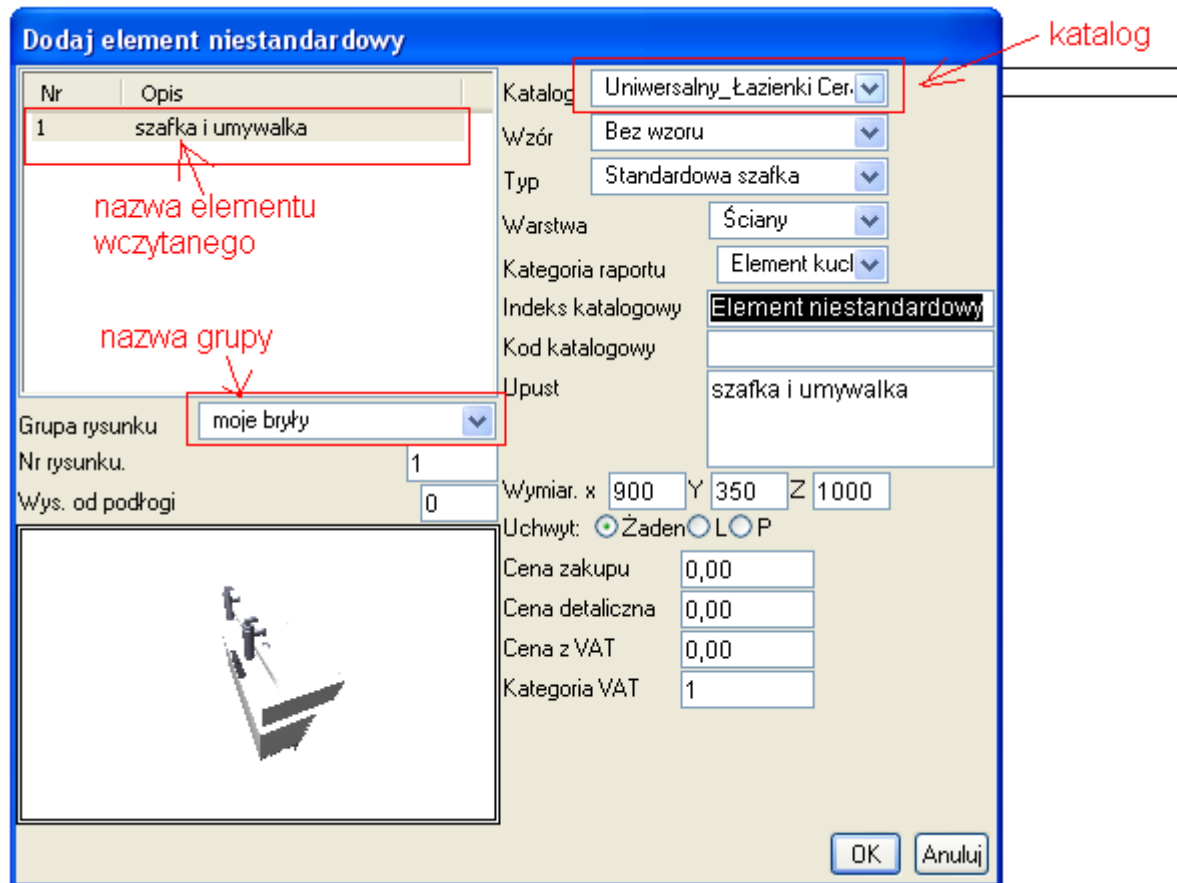 katalog
Dodaj element niestandardowy
Nr Opis
1 szafka i umywalka
nazwa elementu
wczytanego
nazwa grupy
Grupa rysunku moje bryły
Nr rysunku. 1
Wys. od podłogi 0
Katalog Uniwersalny_Łazienki Cer
Wzór Bez wzoru
Typ Standardowa szafka
Warstwa Ściany
Kategoria raportu Element kucl
Indeks katalogowy Element niestandardowy
Kod katalogowy
Upust szafka i umywalka
Wymiar. x 900 Y 350 Z 1000
Uchwyt: Żaden L P
Cena zakupu 0,00
Cena detaliczna 0,00
Cena z VAT 0,00
Kategoria VAT 1
OK Anuluj